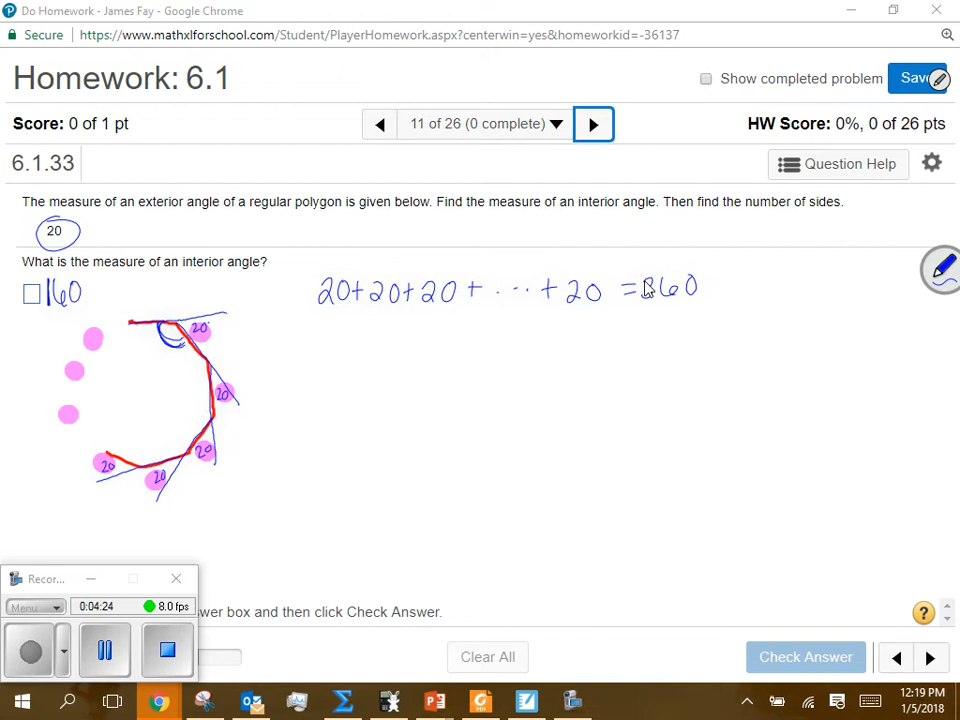 Do Homework - James Fay - Google Chrome
Secure https://www.mathxlforschool.com/Student/PlayerHomework.aspx?centerwin=yes&homeworkid=-36137
Homework: 6.1
Show completed problem
Save
Score: 0 of 1 pt
11 of 26 (0 complete)
HW Score: 0%, 0 of 26 pts
6.1.33
Question Help
The measure of an exterior angle of a regular polygon is given below. Find the measure of an interior angle. Then find the number of sides.
20
What is the measure of an interior angle?
160
20+20+20 + ... + 20 = 360
20
20
20
20
20
Recor...
Menu
0:04:24
8.0 fps
wer box and then click Check Answer.
Clear All
Check Answer
12:19 PM
1/5/2018